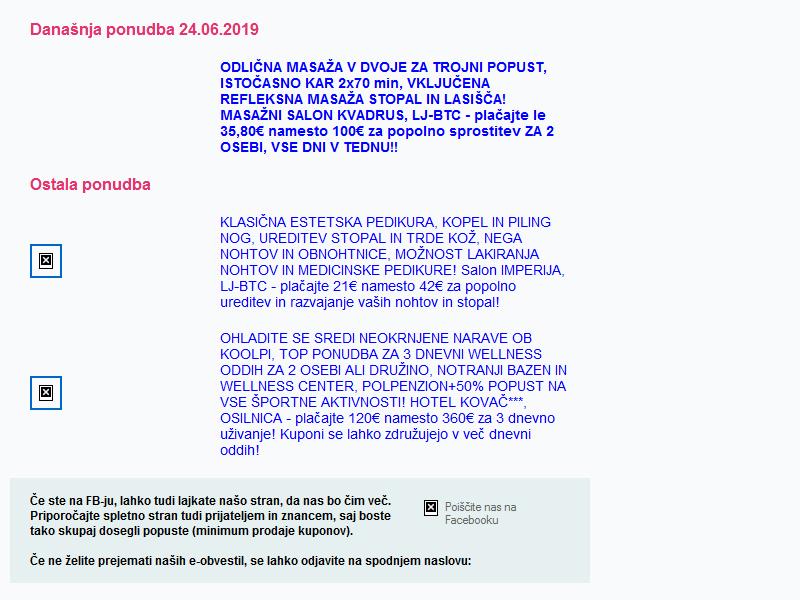 Današnja ponudba 24.06.2019
ODLIČNA MASAŽA V DVOJE ZA TROJNI POPUST,
ISTOČASNO KAR 2x70 min, VKLJUČENA
REFLEKSNA MASAŽA STOPAL IN LASIŠČA!
MASAŽNI SALON KVADRUS, LJ-BTC - plačajte le
35,80€ namesto 100€ za popolno sprostitev ZA 2
OSEBI, VSE DNI V TEDNU!!
Ostala ponudba
KLASIČNA ESTETSKA PEDIKURA, KOPEL IN PILING
NOG, UREDITEV STOPAL IN TRDE KOŽ, NEGA
NOHTOV IN OBNOHTNICE, MOŽNOST LAKIRANJA
NOHTOV IN MEDICINSKE PEDIKURE! Salon IMPERIJA,
LJ-BTC - plačajte 21€ namesto 42€ za popolno
ureditev in razvajanje vaših nohtov in stopal!
OHLADITE SE SREDI NEOKRNJENE NARAVE OB
KOOLPI, TOP PONUDBA ZA 3 DNEVNI WELLNESS
ODDIH ZA 2 OSEBI ALI DRUŽINO, NOTRANJI BAZEN IN
WELLNESS CENTER, POLPENZION+50% POPUST NA
VSE ŠPORTNE AKTIVNOSTI! HOTEL KOVAČ***,
OSILNICA - plačajte 120€ namesto 360€ za 3 dnevno
uživanje! Kuponi se lahko združujejo v več dnevni
oddih!
Če ste na FB-ju, lahko tudi lajkate našo stran, da nas bo čim več.
Priporočajte spletno stran tudi prijateljem in znancem, saj boste
tako skupaj dosegli popuste (minimum prodaje kuponov).
Poiščite nas na
Facebooku
Če ne želite prejemati naših e-obvestil, se lahko odjavite na spodnjem naslovu: